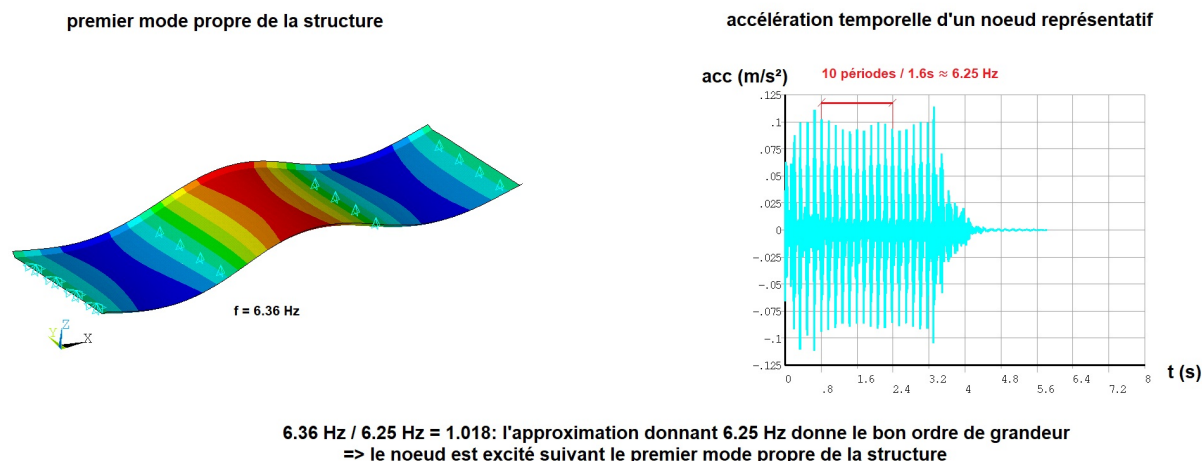 premier mode propre de la structure
accélération temporelle d'un noeud représentatif
acc (m/s²)
10 périodes / 1.6s ≈ 6.25 Hz
.125
.1
.075
.05
.025
0
-.025
-.05
-.075
-.1
-.125
0
.8
1.6
2.4
3.2
4
4.8
5.6
6.4
7.2
8
t (s)
f = 6.36 Hz
Y
Z
X
6.36 Hz / 6.25 Hz = 1.018: l'approximation donnant 6.25 Hz donne le bon ordre de grandeur
=> le noeud est excité suivant le premier mode propre de la structure